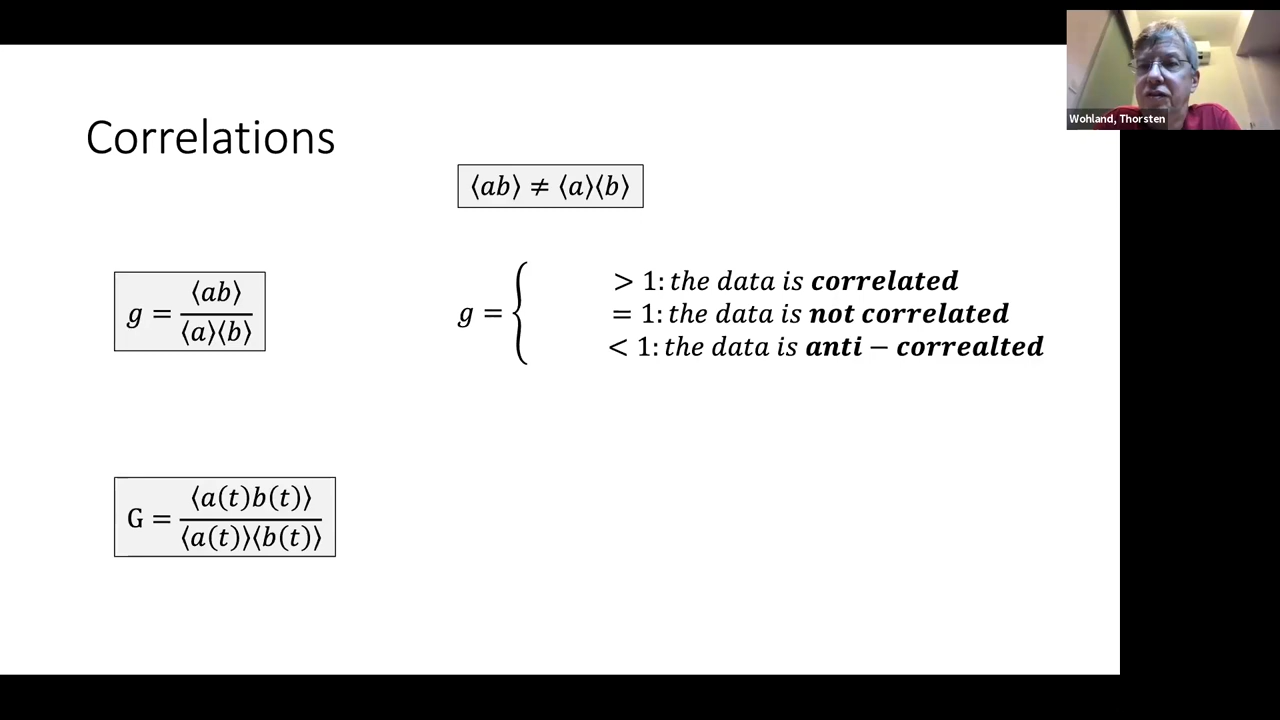 Wohland, Thorsten
Correlations
⟨ab⟩ ≠ ⟨a⟩⟨b⟩
g = ⟨ab⟩ / ⟨a⟩⟨b⟩
g = {
> 1: the data is correlated
= 1: the data is not correlated
< 1: the data is anti − correalted
G = ⟨a(t)b(t)⟩ / ⟨a(t)⟩⟨b(t)⟩